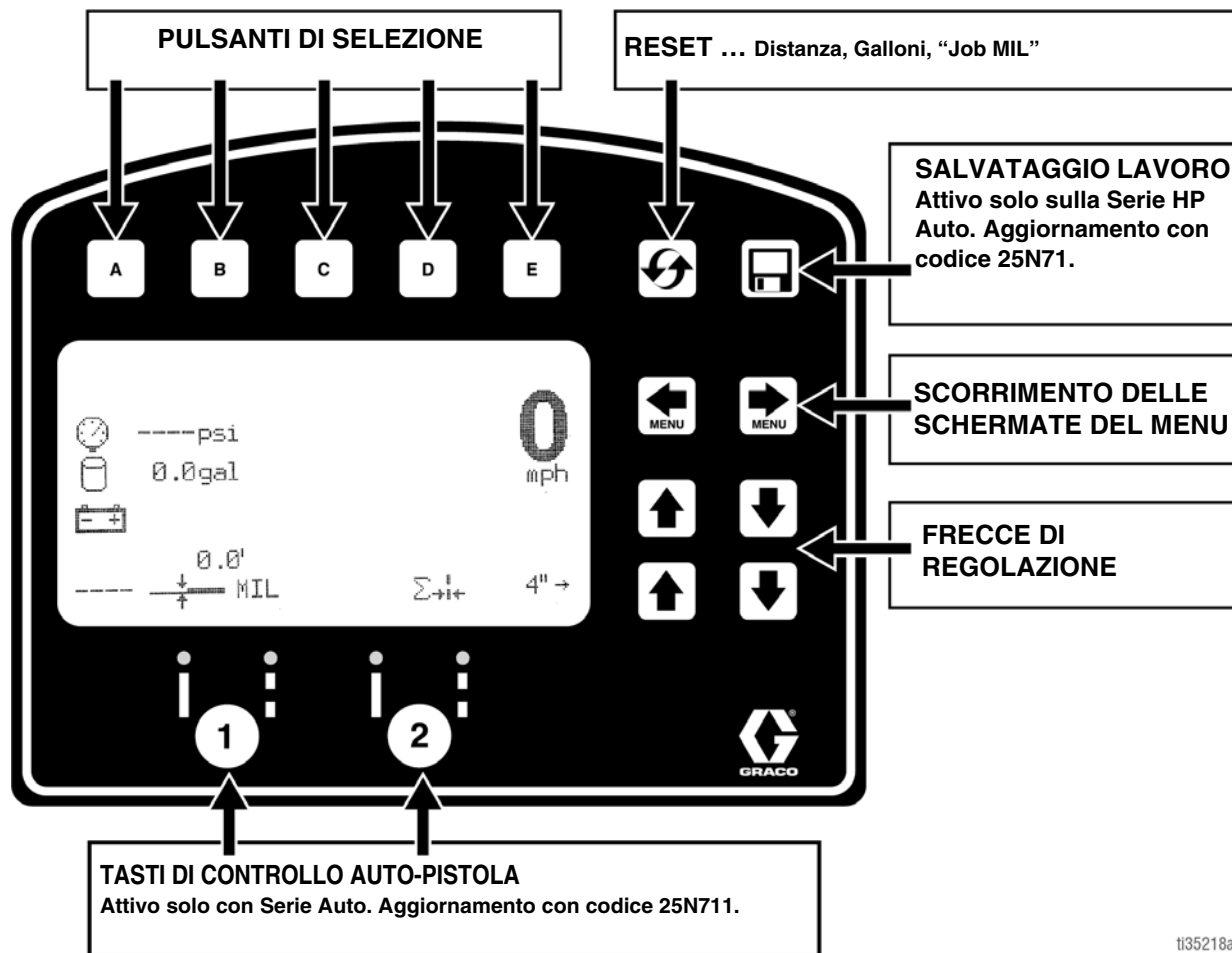 PULSANTI DI SELEZIONE
RESET ... Distanza, Galloni, “Job MIL”
SALVATAGGIO LAVORO
Attivo solo sulla Serie HP
Auto. Aggiornamento con
codice 25N71.
A B C D E
SCORRIMENTO DELLE
SCHERMATE DEL MENU
MENU MENU
----psi
0 mph
0.0gal
- +
0.0'
---- MIL Σ 4" →
FRECCE DI
REGOLAZIONE
1 2
GRACO
TASTI DI CONTROLLO AUTO-PISTOLA
Attivo solo con Serie Auto. Aggiornamento con codice 25N711.
ti35218a